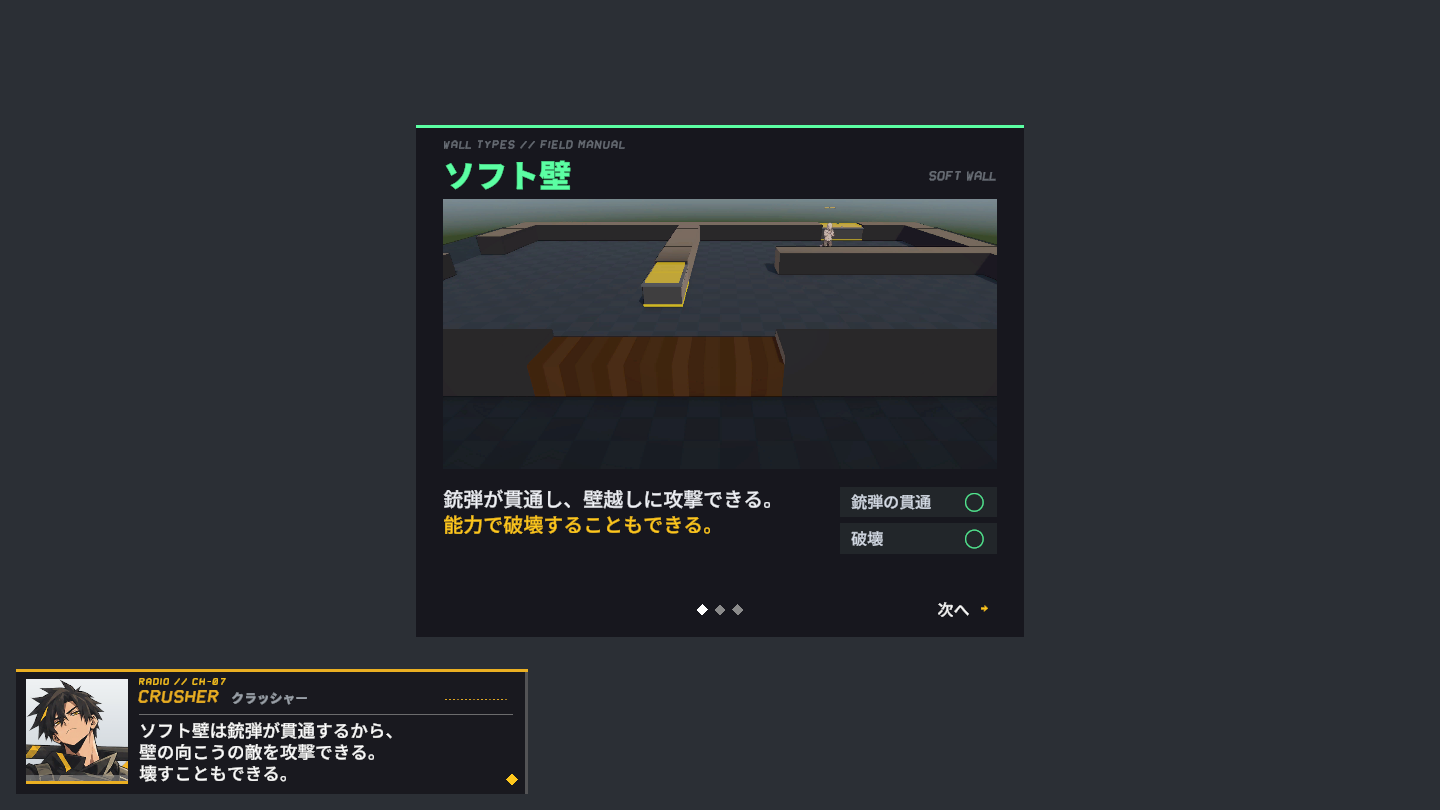 WALL TYPES // FIELD MANUAL
ソフト壁
SOFT WALL
銃弾が貫通し、壁越しに攻撃できる。
能力で破壊することもできる。
銃弾の貫通
破壊
次へ
RADIO // CH-07
CRUSHER クラッシャー
ソフト壁は銃弾が貫通するから、
壁の向こうの敵を攻撃できる。
壊すこともできる。